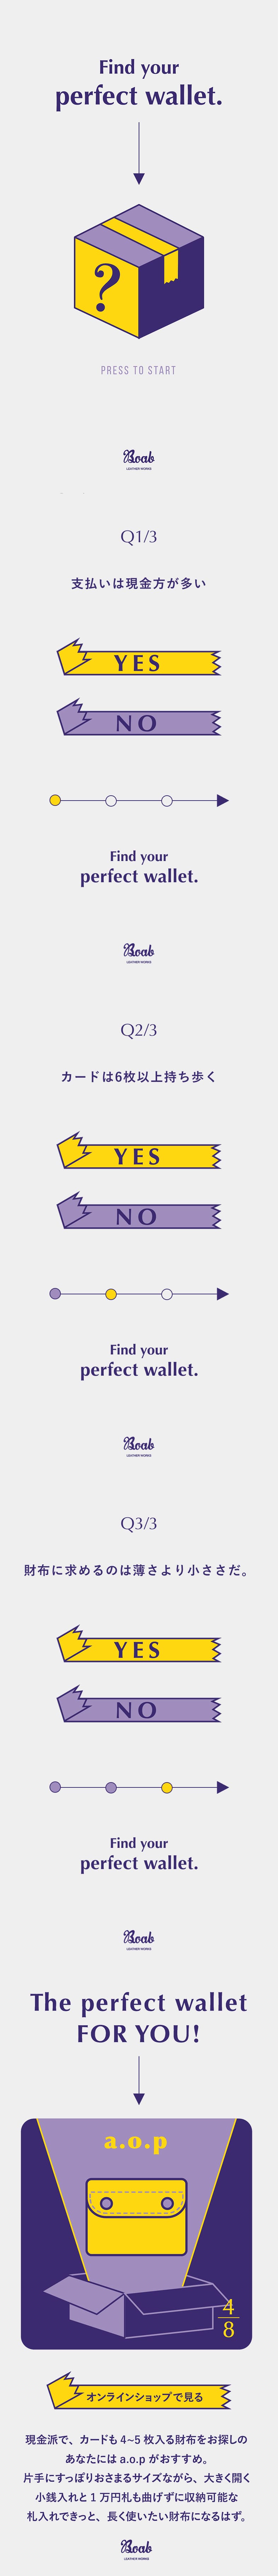 Find your
perfect wallet.
?
PRESS TO START
Boab
LEATHER WORKS
Q1/3
支払いは現金方が多い
YES
NO
Find your
perfect wallet.
Boab
LEATHER WORKS
Q2/3
カードは6枚以上持ち歩く
YES
NO
Find your
perfect wallet.
Boab
LEATHER WORKS
Q3/3
財布に求めるのは薄さより小ささだ。
YES
NO
Find your
perfect wallet.
Boab
LEATHER WORKS
The perfect wallet
FOR YOU!
a.o.p
4
8
オンラインショップで見る
現金派で、カードも4~5枚入る財布をお探しの
あなたには a.o.p がおすすめ。
片手にすっぽりおさまるサイズながら、大きく開く
小銭入れと1万円札も曲げずに収納可能な
札入れできっと、長く使いたい財布になるはず。
Boab
LEATHER WORKS